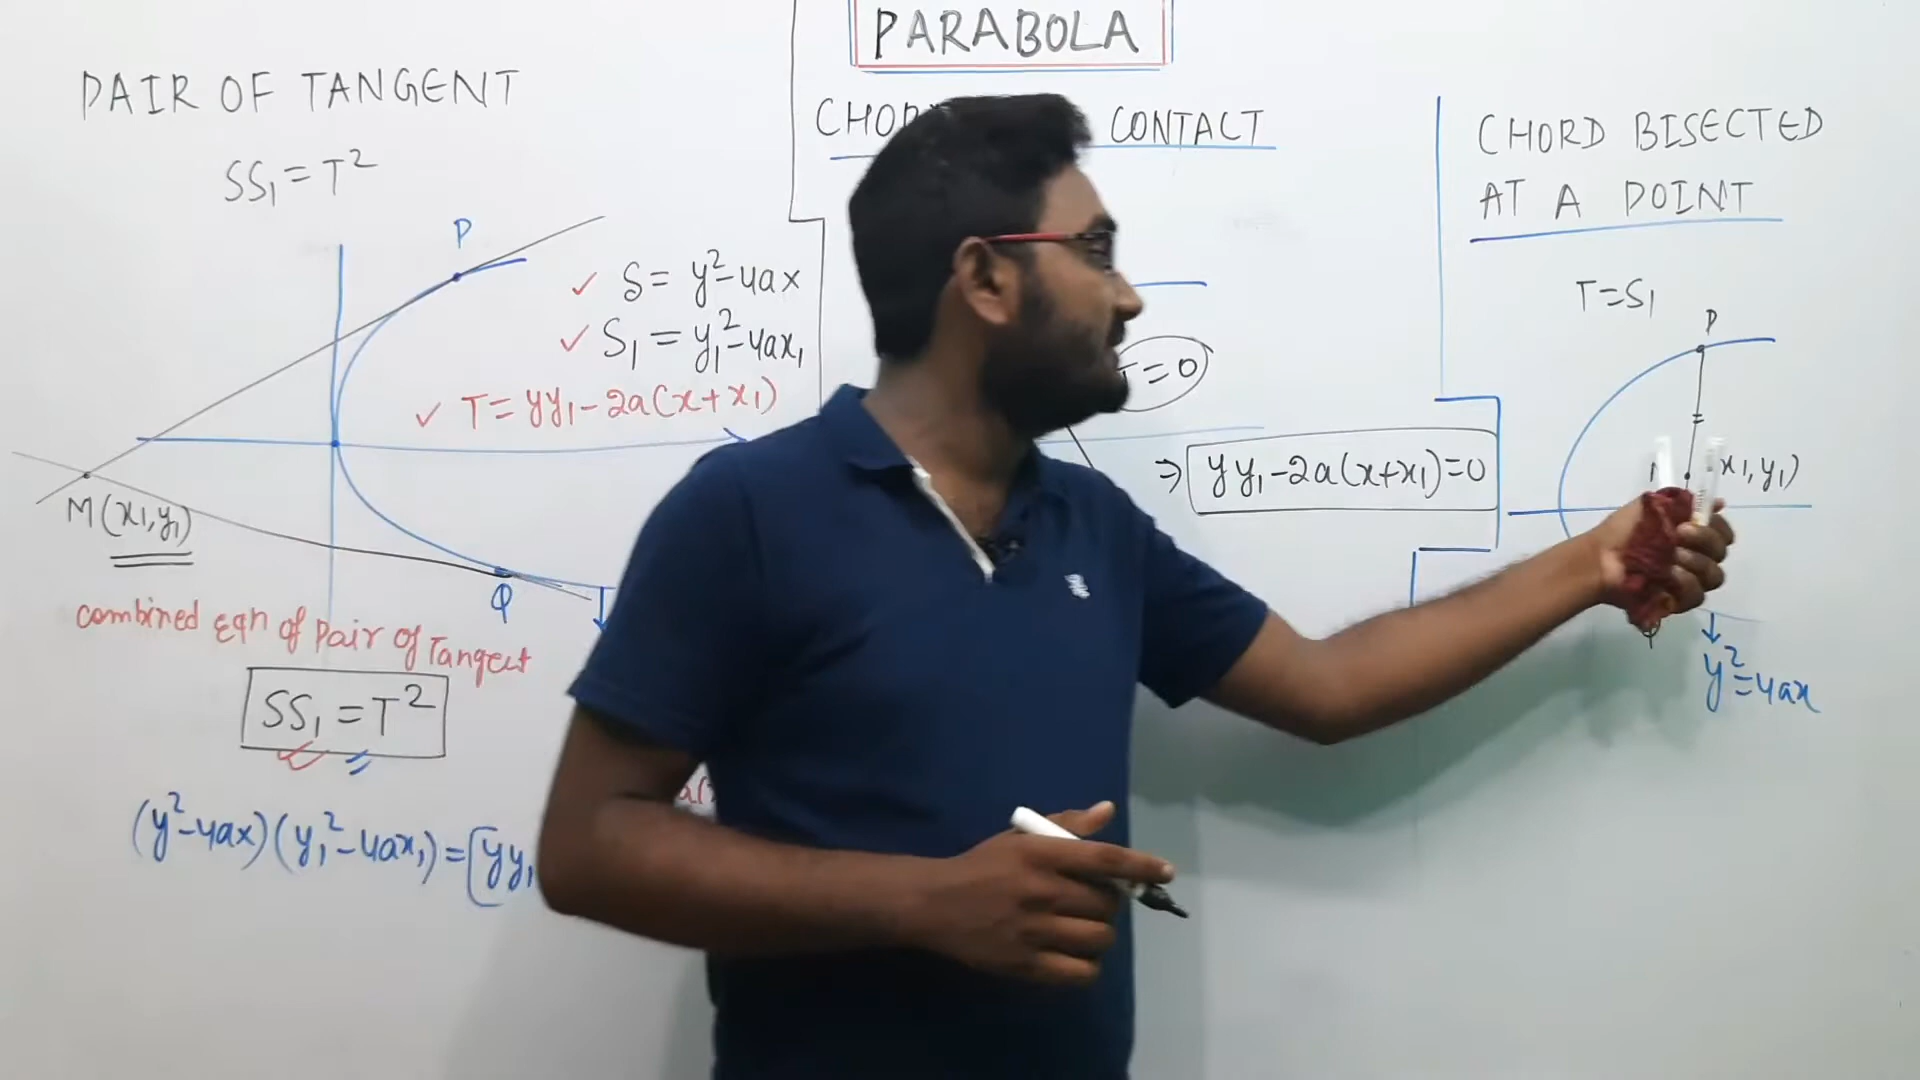 PARABOLA
PAIR OF TANGENT
SS₁ = T²
P
✓ S = y² - 4ax
✓ S₁ = y₁² - 4ax₁
✓ T = yy₁ - 2a(x + x₁)
M(x₁, y₁)
Q
combined Eqn of Pair of Tangent
SS₁ = T²
(y² - 4ax)(y₁² - 4ax₁) = [yy₁
CONTACT
= 0
⇒ yy₁ - 2a(x + x₁) = 0
CHORD BISECTED
AT A POINT
T = S₁
P
x₁, y₁)
y² = 4ax